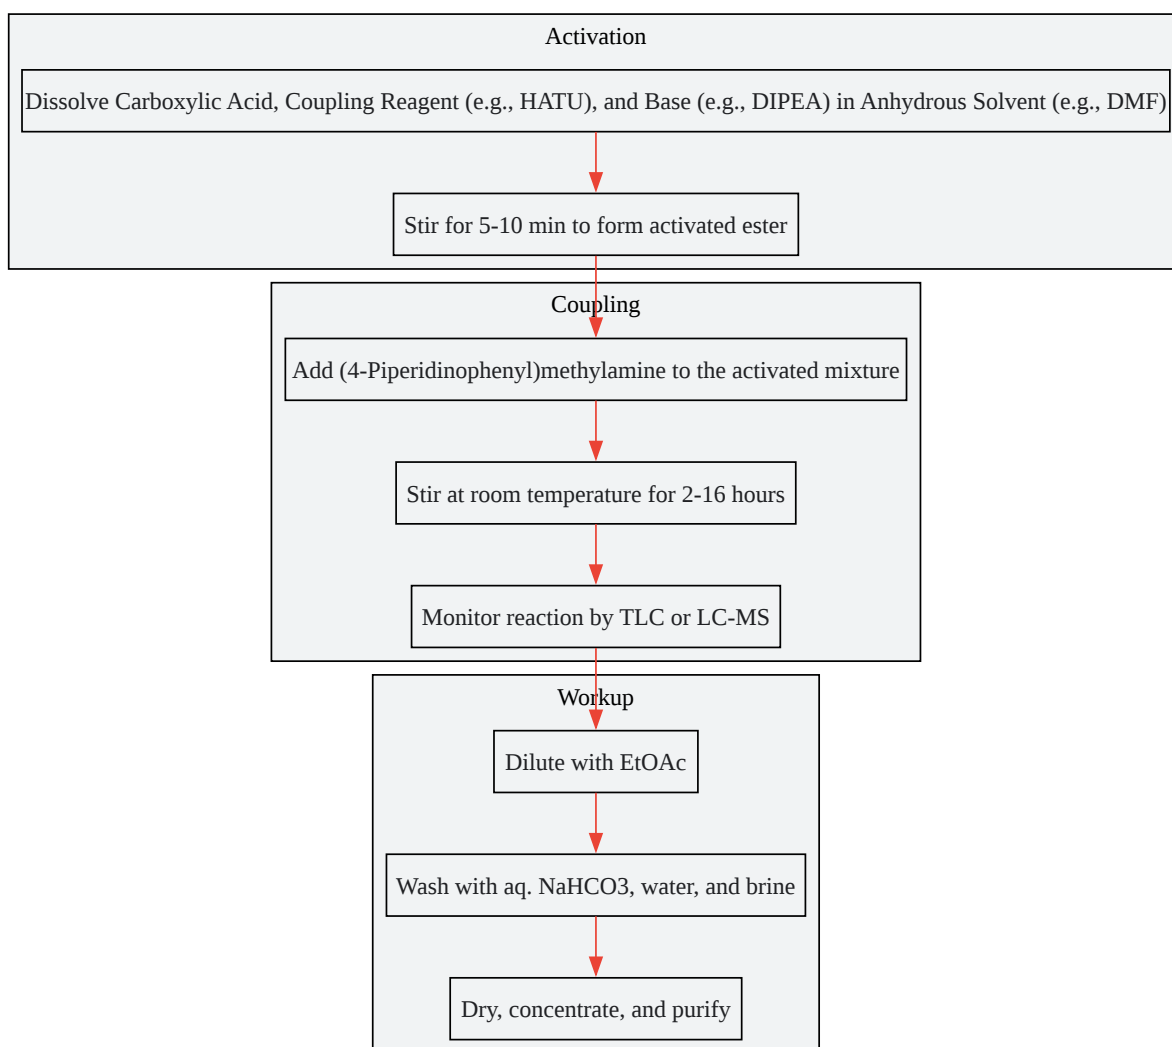 Activation
Dissolve Carboxylic Acid, Coupling Reagent (e.g., HATU), and Base (e.g., DIPEA) in Anhydrous Solvent (e.g., DMF)
Stir for 5-10 min to form activated ester
Coupling
Add (4-Piperidinophenyl)methylamine to the activated mixture
Stir at room temperature for 2-16 hours
Monitor reaction by TLC or LC-MS
Workup
Dilute with EtOAc
Wash with aq. NaHCO3, water, and brine
Dry, concentrate, and purify